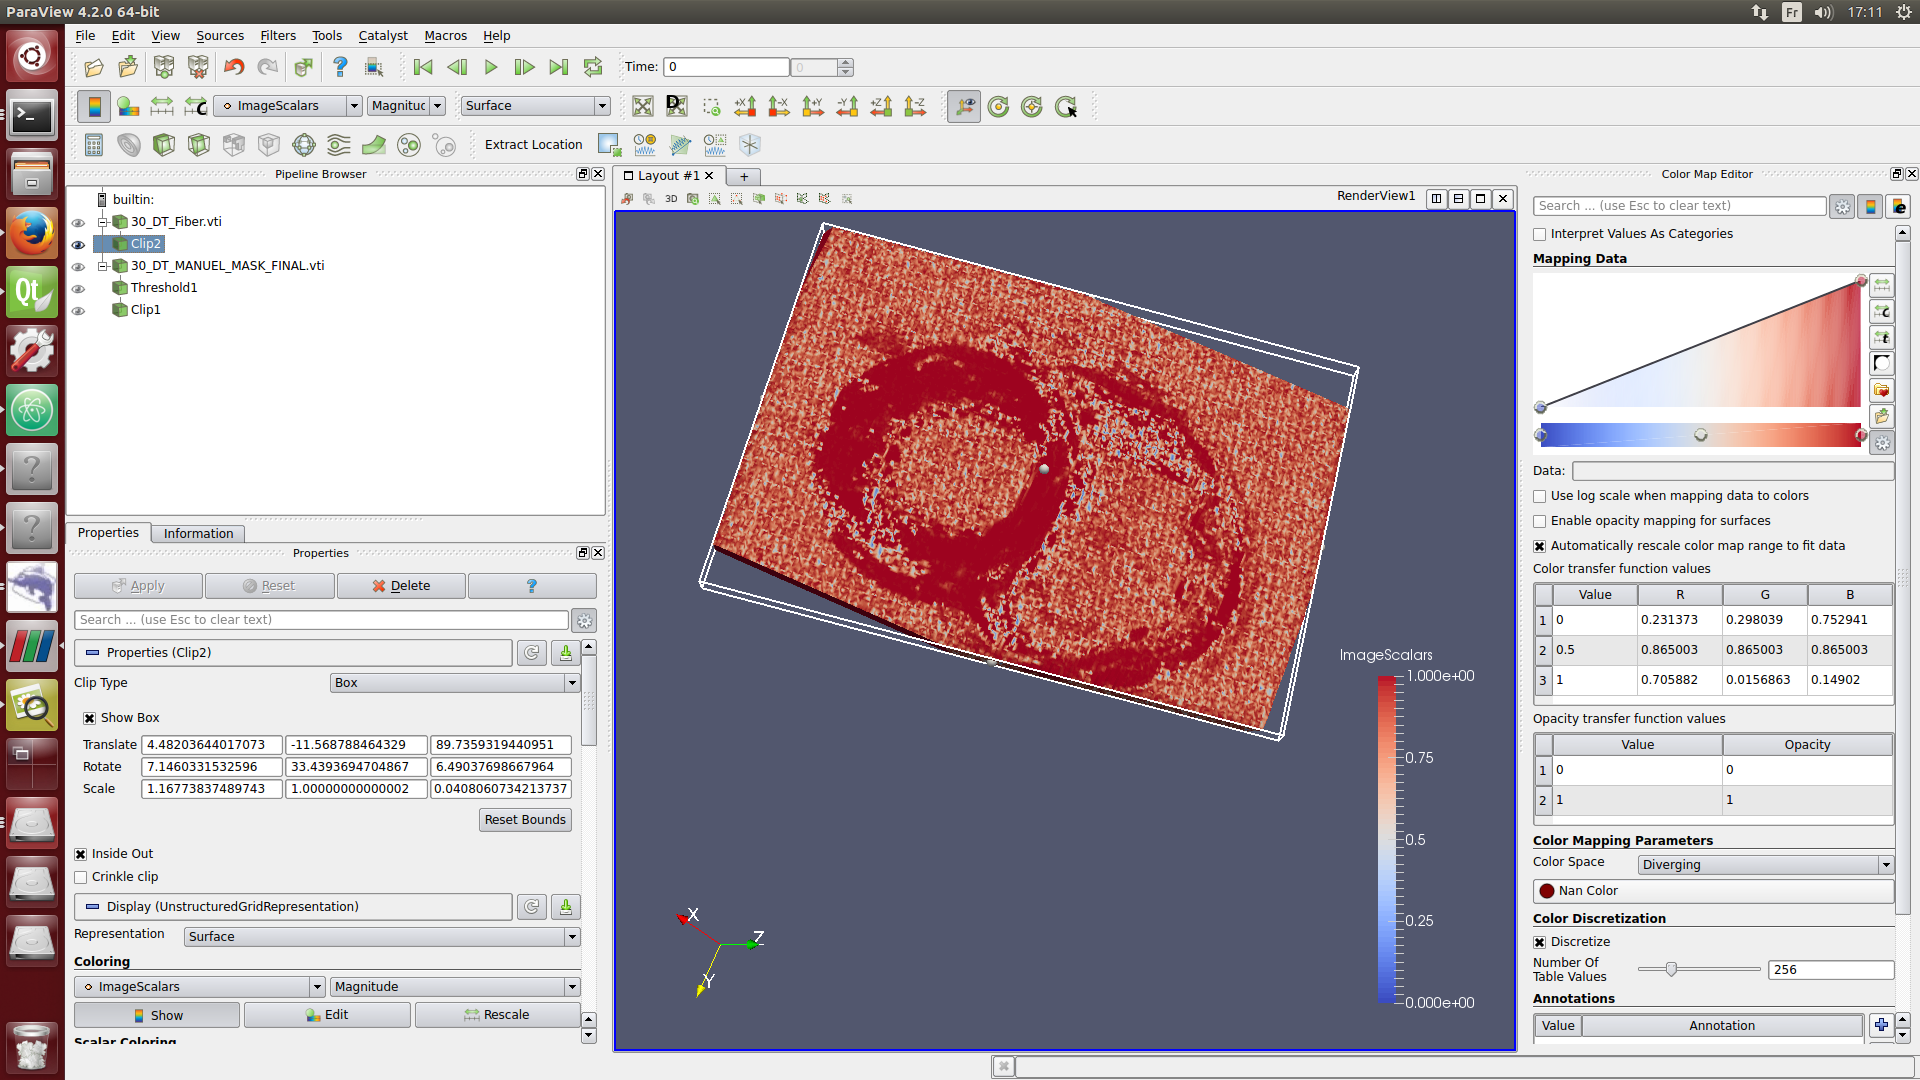 ParaView 4.2.0 64-bit
Fr
17:11
File Edit View Sources Filters Tools Catalyst Macros Help
Time: 0
0
ImageScalars
Magnituc
Surface
Extract Location
Pipeline Browser
builtin:
30_DT_Fiber.vti
Clip2
30_DT_MANUEL_MASK_FINAL.vti
Threshold1
Clip1
Properties
Information
Properties
Apply
Reset
Delete
Search ... (use Esc to clear text)
Properties (Clip2)
Clip Type Box
Show Box
Translate 4.48203644017073 -11.568788464329 89.7359319440951
Rotate 7.1460331532596 33.4393694704867 6.49037698667964
Scale 1.16773837489743 1.00000000000002 0.0408060734213737
Reset Bounds
Inside Out
Crinkle clip
Display (UnstructuredGridRepresentation)
Representation Surface
Coloring
ImageScalars Magnitude
Show Edit Rescale
Scalar Coloring
Layout #1
3D
RenderView1
ImageScalars
1.000e+00
0.75
0.5
0.25
0.000e+00
X
Z
Y
Color Map Editor
Search ... (use Esc to clear text)
Interpret Values As Categories
Mapping Data
Data:
Use log scale when mapping data to colors
Enable opacity mapping for surfaces
Automatically rescale color map range to fit data
Color transfer function values
Value R G B
1 0 0.231373 0.298039 0.752941
2 0.5 0.865003 0.865003 0.865003
3 1 0.705882 0.0156863 0.14902
Opacity transfer function values
Value Opacity
1 0 0
2 1 1
Color Mapping Parameters
Color Space Diverging
Nan Color
Color Discretization
Discretize
Number Of
Table Values 256
Annotations
Value Annotation